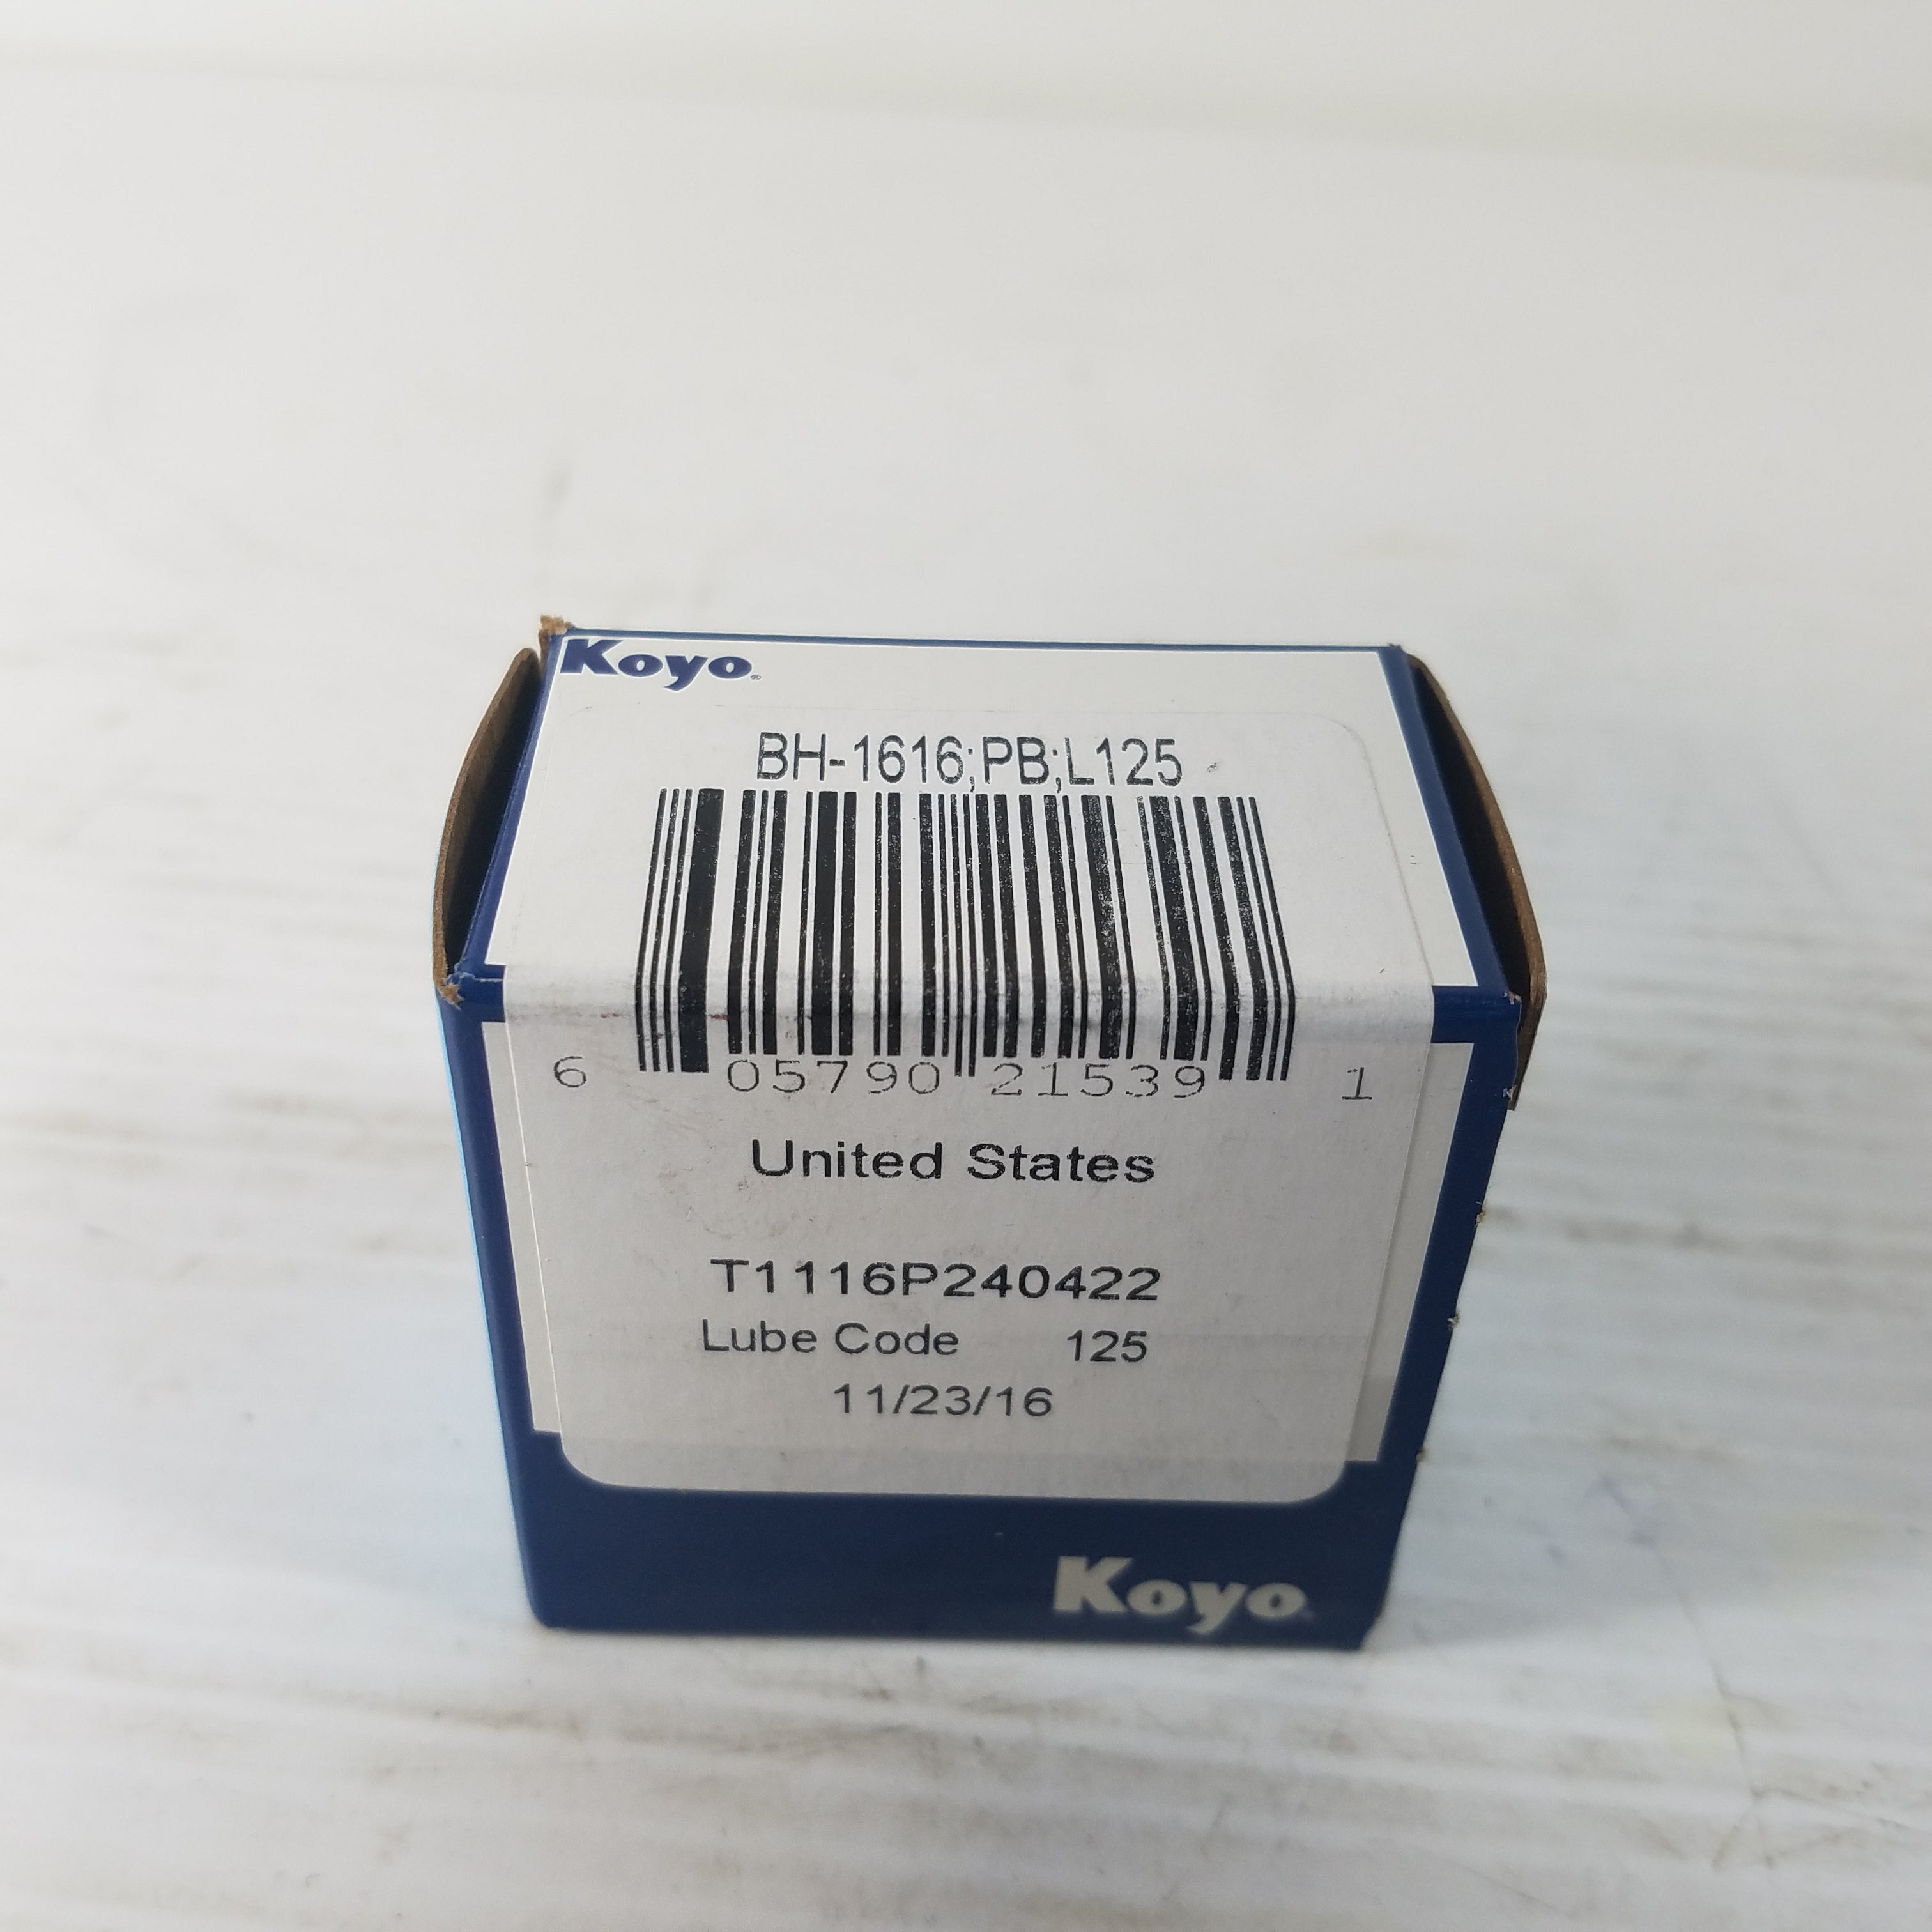 Koyo®
BH-1616;PB;L125
6 05790 21539 1
United States
T1116P240422
Lube Code 125
11/23/16
Koyo